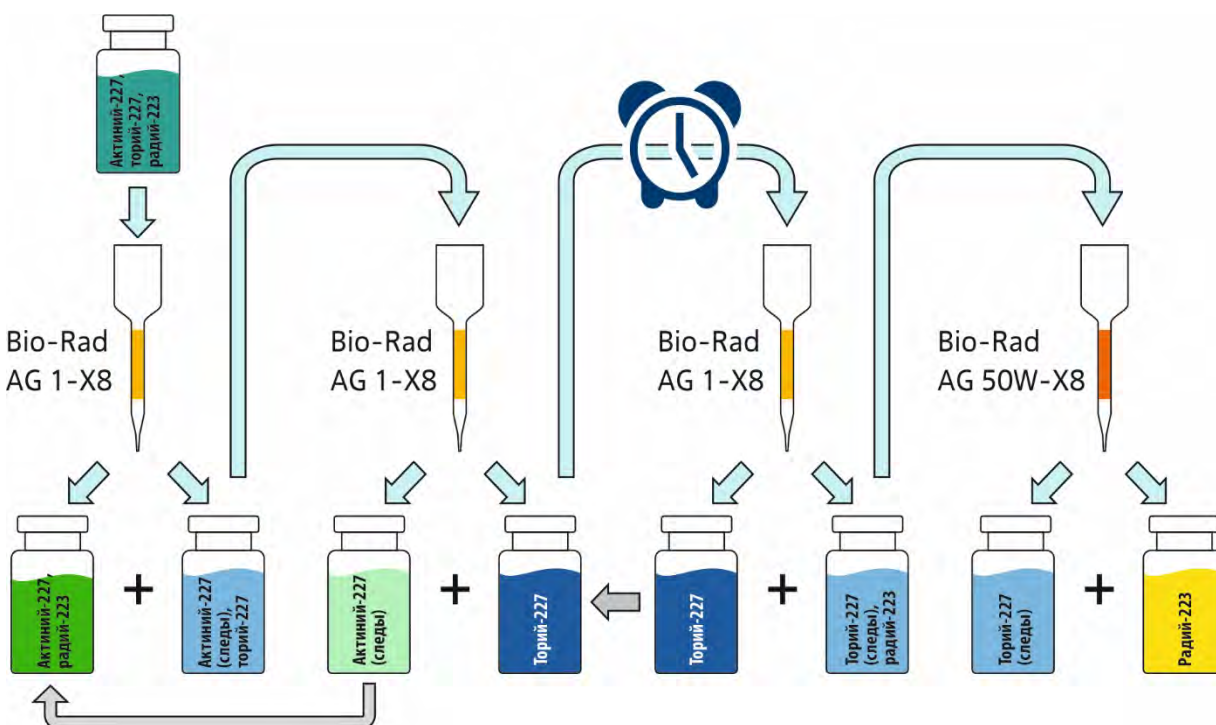 Актиний-227,
торий-227,
радий-223
Bio-Rad
AG 1-X8
Bio-Rad
AG 1-X8
Bio-Rad
AG 1-X8
Bio-Rad
AG 50W-X8
Актиний-227,
радий-223
+
Актиний-227
(следы),
торий-227
Актиний-227
(следы)
+
Торий-227
Торий-227
+
Торий-227
(следы),
радий-223
Торий-227
(следы)
+
Радий-223